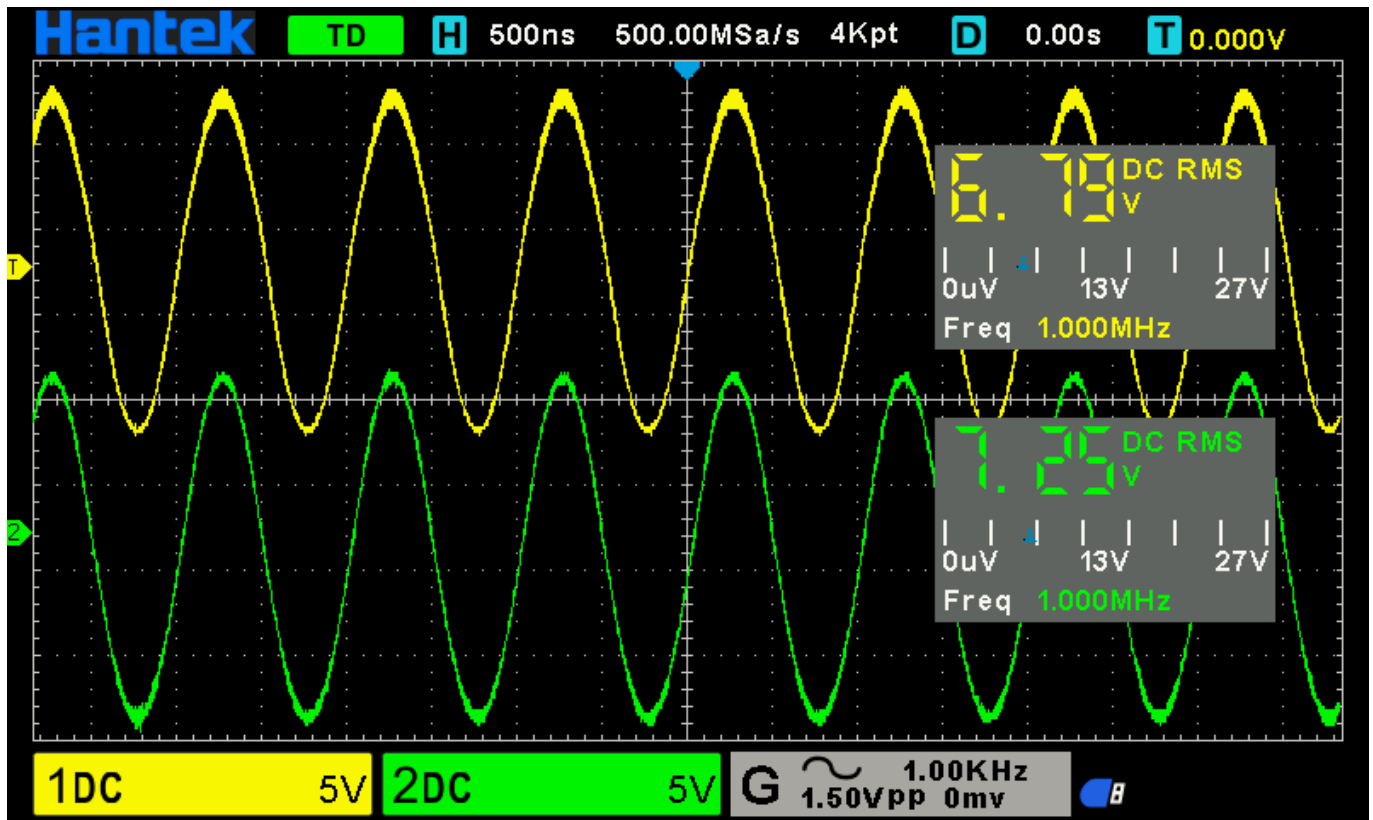 Hantek TD H 500ns 500.00MSa/s 4Kpt D 0.00s T 0.000V
6.79 DC RMS
V
T
0uV 13V 27V
Freq 1.000MHz
7.25 DC RMS
V
2
0uV 13V 27V
Freq 1.000MHz
1DC 5V 2DC 5V G 1.00KHz
1.50Vpp 0mv